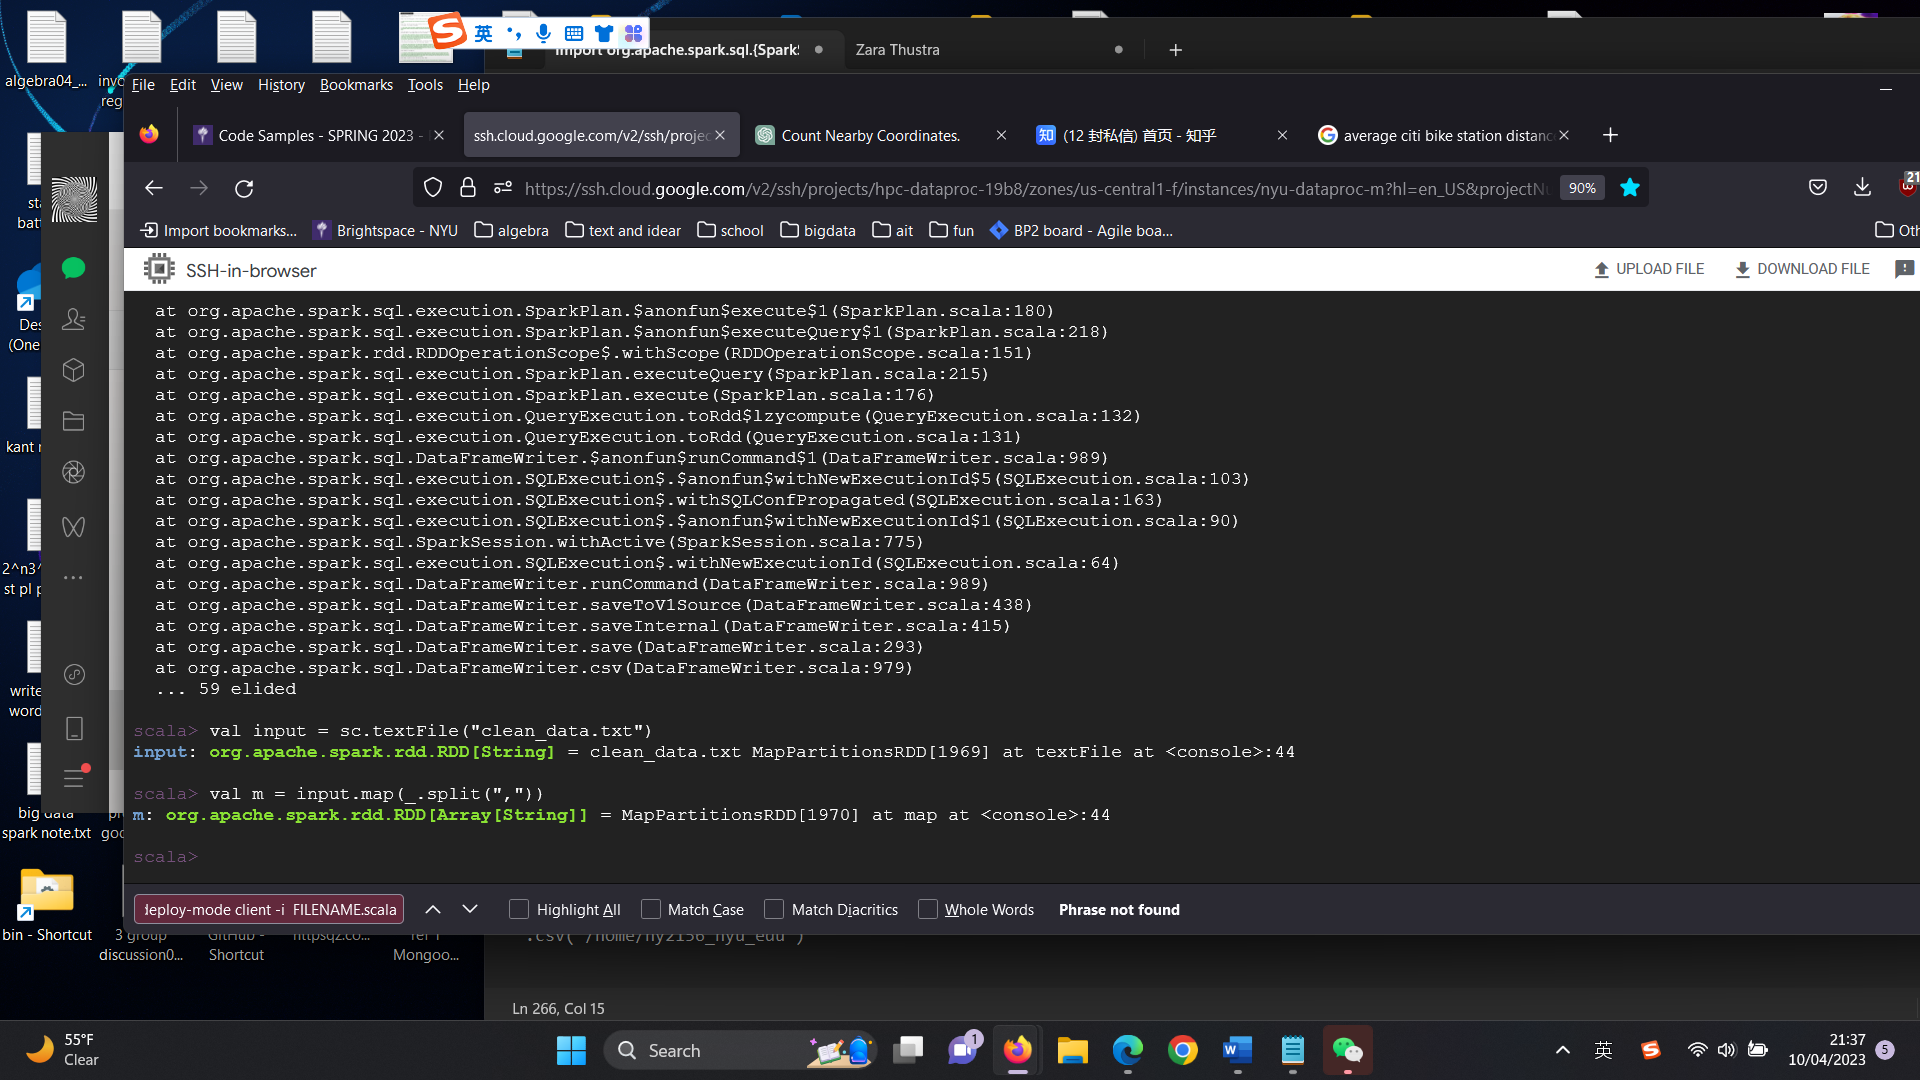 algebra04_...
invo
reg
英
import org.apache.spark.sql.{Spark!
Zara Thustra
File Edit View History Bookmarks Tools Help
Code Samples - SPRING 2023 -
ssh.cloud.google.com/v2/ssh/projec
Count Nearby Coordinates.
知 (12 封私信) 首页 - 知乎
average citi bike station distanc
https://ssh.cloud.google.com/v2/ssh/projects/hpc-dataproc-19b8/zones/us-central1-f/instances/nyu-dataproc-m?hl=en_US&projectNu
90%
21
Import bookmarks...
Brightspace - NYU
algebra
text and idear
school
bigdata
ait
fun
BP2 board - Agile boa...
Oth
SSH-in-browser
UPLOAD FILE
DOWNLOAD FILE
at org.apache.spark.sql.execution.SparkPlan.$anonfun$execute$1(SparkPlan.scala:180)
at org.apache.spark.sql.execution.SparkPlan.$anonfun$executeQuery$1(SparkPlan.scala:218)
at org.apache.spark.rdd.RDDOperationScope$.withScope(RDDOperationScope.scala:151)
at org.apache.spark.sql.execution.SparkPlan.executeQuery(SparkPlan.scala:215)
at org.apache.spark.sql.execution.SparkPlan.execute(SparkPlan.scala:176)
at org.apache.spark.sql.execution.QueryExecution.toRdd$lzycompute(QueryExecution.scala:132)
at org.apache.spark.sql.execution.QueryExecution.toRdd(QueryExecution.scala:131)
at org.apache.spark.sql.DataFrameWriter.$anonfun$runCommand$1(DataFrameWriter.scala:989)
at org.apache.spark.sql.execution.SQLExecution$.$anonfun$withNewExecutionId$5(SQLExecution.scala:103)
at org.apache.spark.sql.execution.SQLExecution$.withSQLConfPropagated(SQLExecution.scala:163)
at org.apache.spark.sql.execution.SQLExecution$.$anonfun$withNewExecutionId$1(SQLExecution.scala:90)
at org.apache.spark.sql.SparkSession.withActive(SparkSession.scala:775)
at org.apache.spark.sql.execution.SQLExecution$.withNewExecutionId(SQLExecution.scala:64)
at org.apache.spark.sql.DataFrameWriter.runCommand(DataFrameWriter.scala:989)
at org.apache.spark.sql.DataFrameWriter.saveToV1Source(DataFrameWriter.scala:438)
at org.apache.spark.sql.DataFrameWriter.saveInternal(DataFrameWriter.scala:415)
at org.apache.spark.sql.DataFrameWriter.save(DataFrameWriter.scala:293)
at org.apache.spark.sql.DataFrameWriter.csv(DataFrameWriter.scala:979)
... 59 elided
scala> val input = sc.textFile("clean_data.txt")
input: org.apache.spark.rdd.RDD[String] = clean_data.txt MapPartitionsRDD[1969] at textFile at <console>:44
scala> val m = input.map(_.split(","))
m: org.apache.spark.rdd.RDD[Array[String]] = MapPartitionsRDD[1970] at map at <console>:44
scala>
deploy-mode client -i FILENAME.scala
Highlight All
Match Case
Match Diacritics
Whole Words
Phrase not found
sta
bat
Des
(One
kant r
2^n3^
st pl p
write
word
big data
spark note.txt
pr
goo
bin - Shortcut
3 group
discussion0...
GitHub -
Shortcut
httpsqz.co...
ref 1
Mongoo...
.csv("/home/hy2156_nyu_edu")
Ln 266, Col 15
55°F
Clear
Search
1
英
21:37
10/04/2023
5